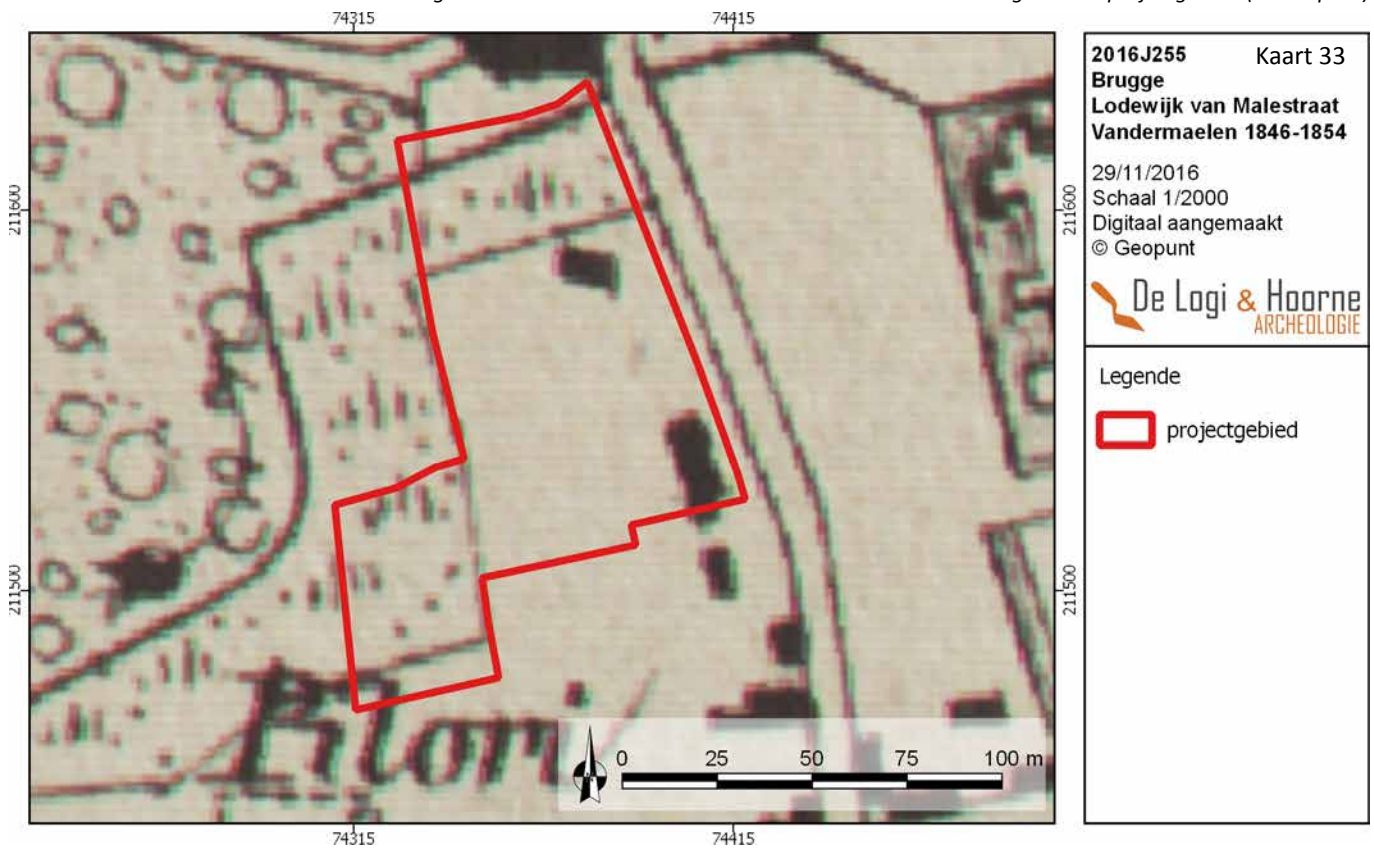 74315 74415
2016J255 Kaart 33
Brugge
Lodewijk van Malestraat
Vandermaelen 1846-1854
29/11/2016
Schaal 1/2000
Digitaal aangemaakt
© Geopunt
De Logi & Hoorne
ARCHEOLOGIE
Legende
projectgebied
211600 211600
211500 211500
Flor
0 25 50 75 100 m
74315 74415